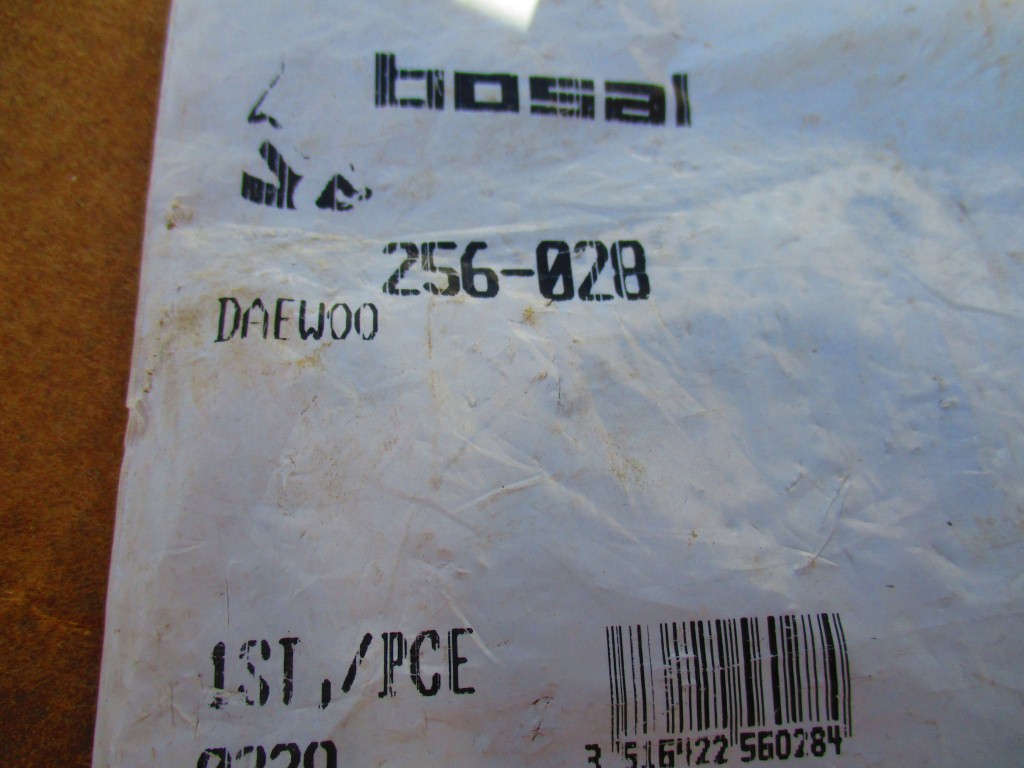 bosal
256-028
DAEWOO
1ST./PCE
3 516422 560284